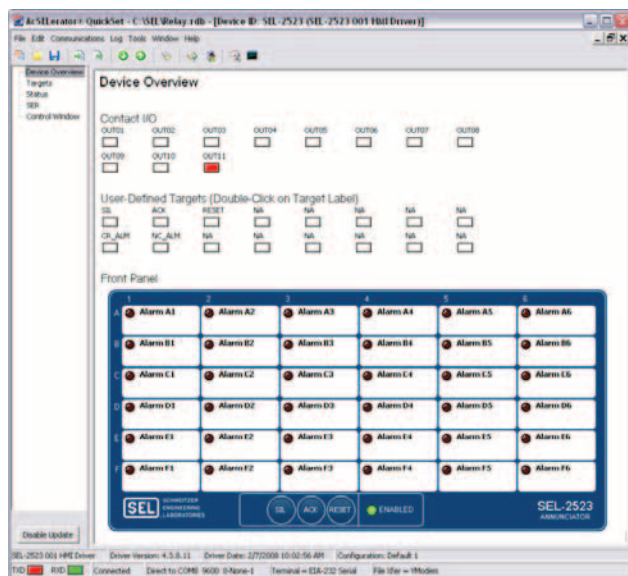 AcSELerator® QuickSet - C:\SEL\Relay.rdb - [Device ID: SEL-2523 (SEL-2523 001 HMI Driver)]
File Edit Communications Log Tools Window Help
Device Overview
Targets
Status
SER
Control Window
Device Overview
Contact I/O
OUT01 OUT02 OUT03 OUT04 OUT05 OUT06 OUT07 OUT08
OUT09 OUT10 OUT11
User-Defined Targets (Double-Click on Target Label)
SIL ACK RESET NA NA NA NA NA
CR_ALM NC_ALM NA NA NA NA NA NA
Front Panel
1 2 3 4 5 6
A Alarm A1 Alarm A2 Alarm A3 Alarm A4 Alarm A5 Alarm A6
B Alarm B1 Alarm B2 Alarm B3 Alarm B4 Alarm B5 Alarm B6
C Alarm C1 Alarm C2 Alarm C3 Alarm C4 Alarm C5 Alarm C6
D Alarm D1 Alarm D2 Alarm D3 Alarm D4 Alarm D5 Alarm D6
E Alarm E1 Alarm E2 Alarm E3 Alarm E4 Alarm E5 Alarm E6
F Alarm F1 Alarm F2 Alarm F3 Alarm F4 Alarm F5 Alarm F6
SEL SCHWEITZER ENGINEERING LABORATORIES
SIL ACK RESET ENABLED
SEL-2523
ANNUNCIATOR
Disable Update
SEL-2523 001 HMI Driver Driver Version: 4.5.8.11 Driver Date: 2/7/2008 10:02:56 AM Configuration: Default 1
TXD RXD Connected Direct to COM8 9600 8-None-1 Terminal = EIA-232 Serial File Xfer = YModem